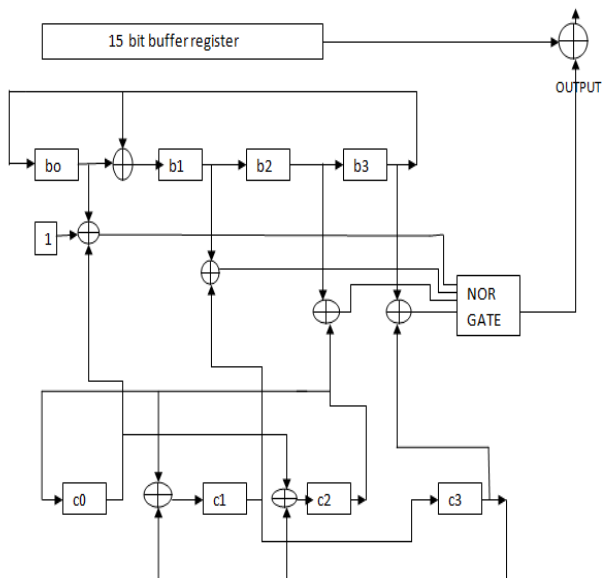 15 bit buffer register
OUTPUT
bo
b1
b2
b3
1
NOR
GATE
c0
c1
c2
c3